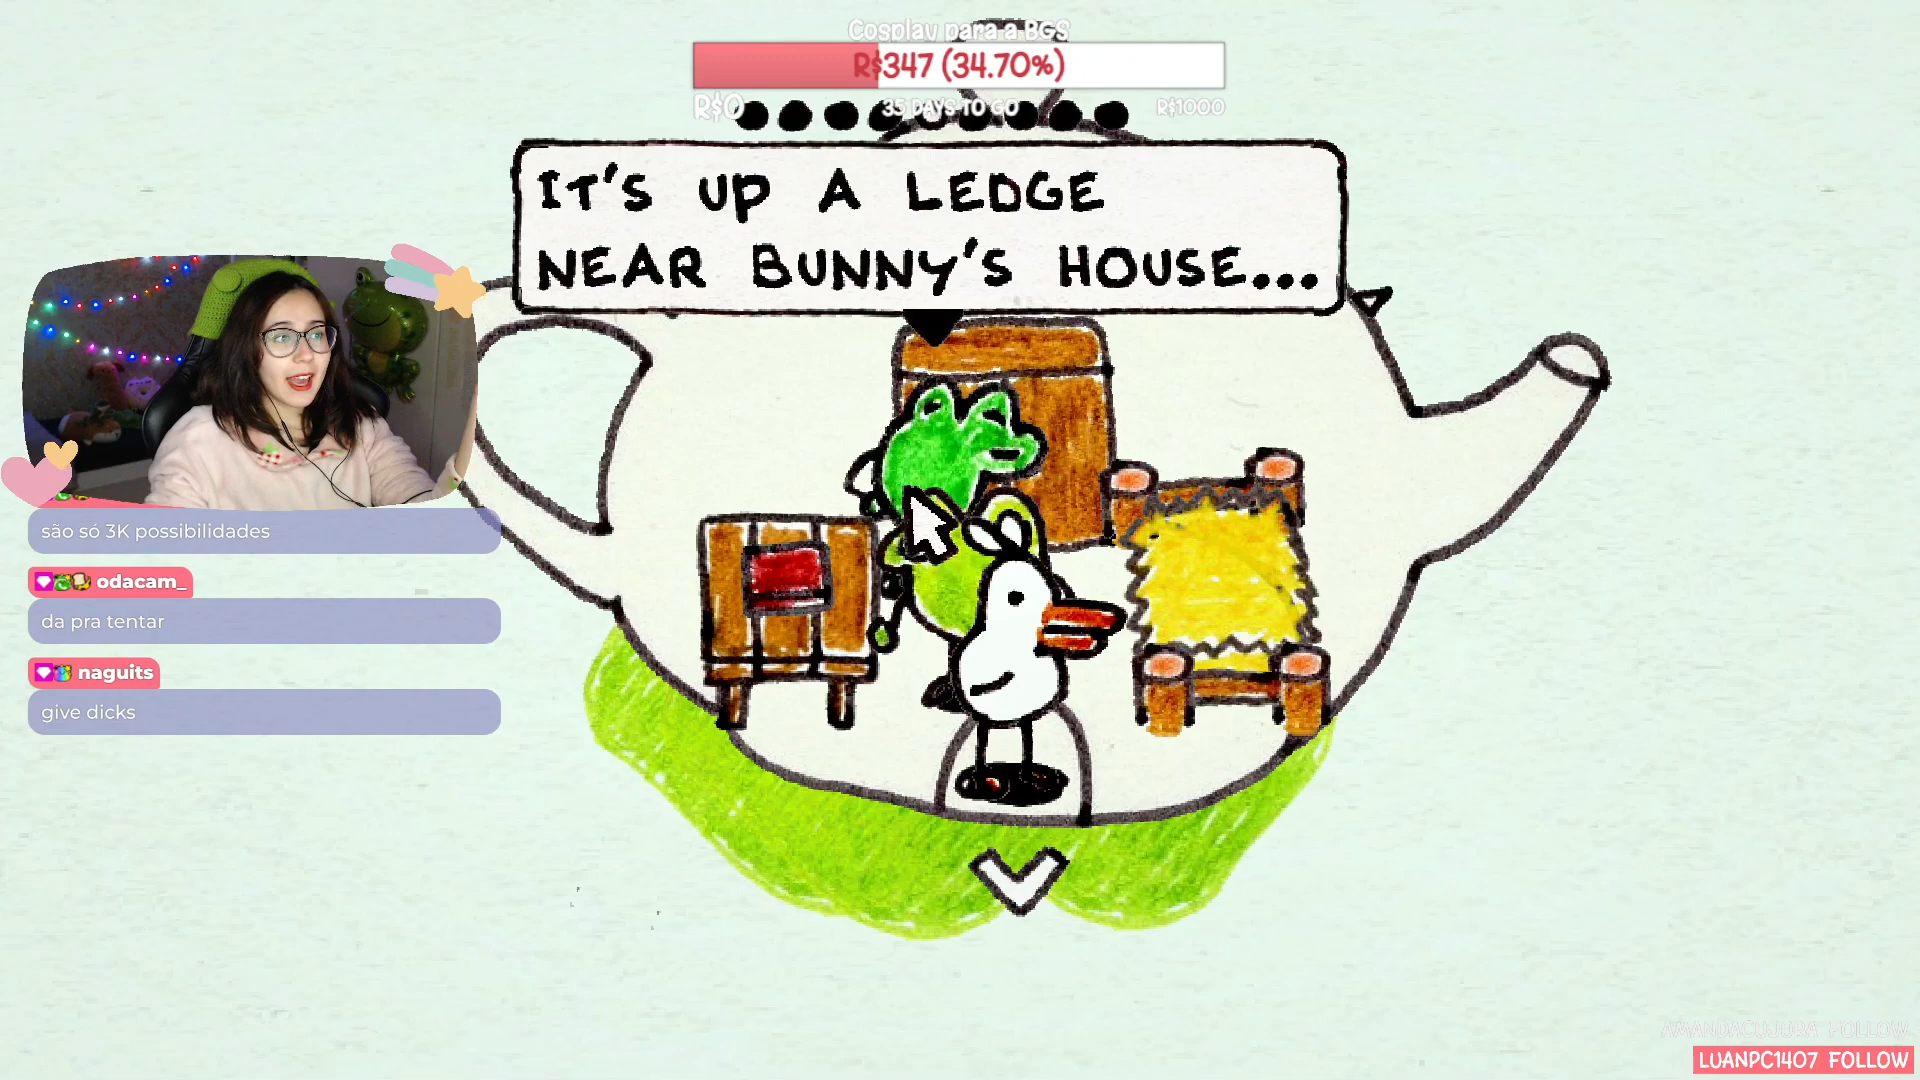 Cosplay para a BGS
R$347 (34.70%)
R$0
35 DAYS TO GO
R$1000
IT'S UP A LEDGE
NEAR BUNNY'S HOUSE...
são só 3K possibilidades
odacam_
da pra tentar
naguits
give dicks
LUANPC1407 FOLLOW